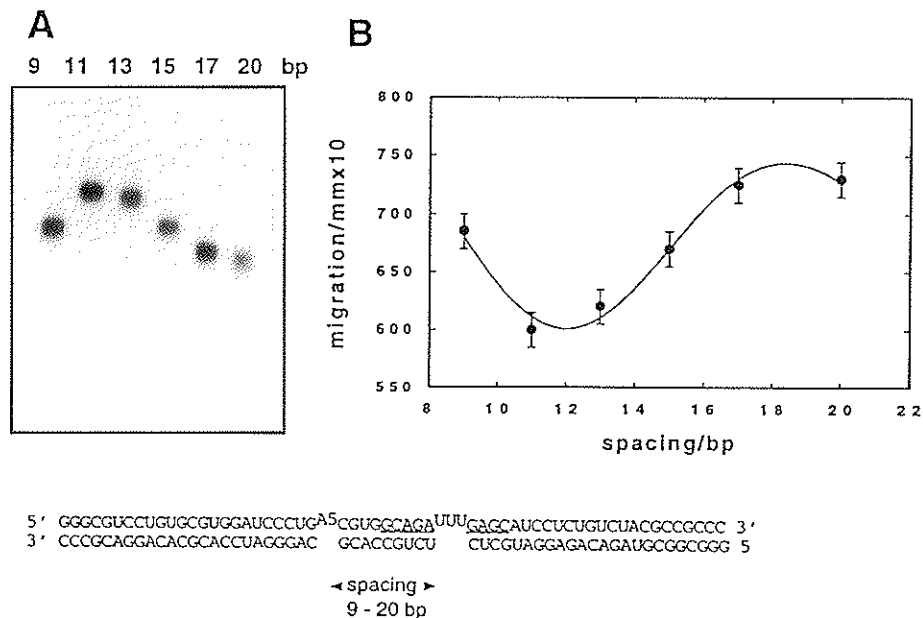 A
9 11 13 15 17 20 bp
B
800
750
700
650
600
550
migration/mmx10
8 10 12 14 16 18 20 22
spacing/bp
5' GGGCGUCCUGUGCGUGGAUCCCUGA5CGUGGCAGAUUUGAGCAUCCUCUGUCUACGCCGCCC 3'
3' CCCGCAGGACACGCACCUAGGGAC GCACCGUCU CUCGUAGGAGACAGAUGCGGCGGG 5
◄ spacing ►
9 - 20 bp